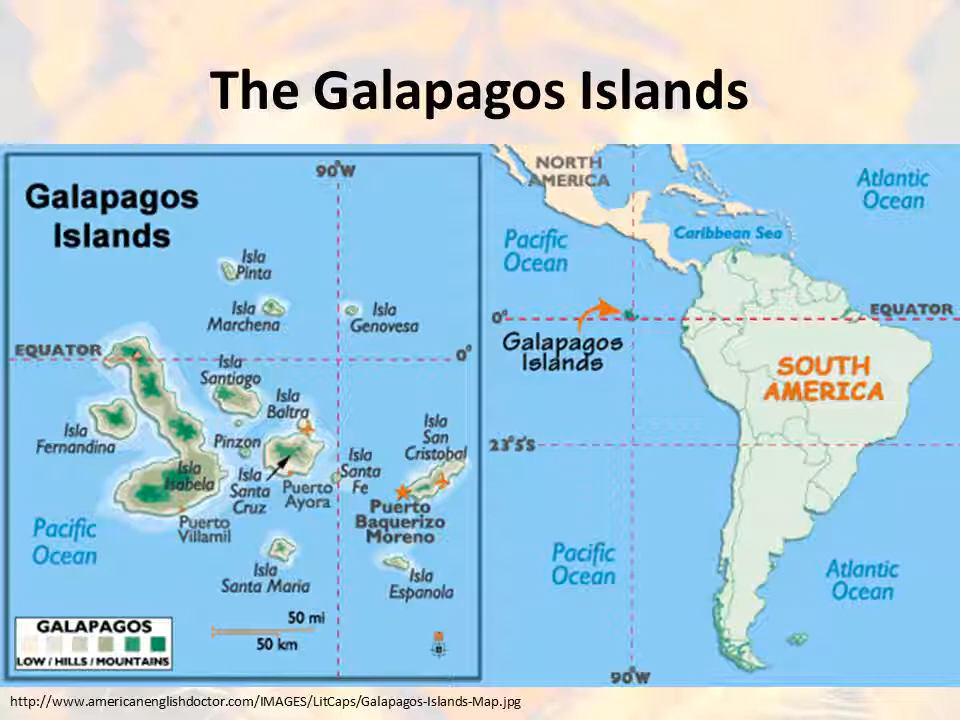 The Galapagos Islands
Galapagos
Islands
90°W
Isla
Pinta
Isla
Marchena
Isla
Genovesa
EQUATOR
0°
Isla
Santiago
Isla
Baltra
Isla
Fernandina
Pinzon
Isla
San
Cristobal
Isla
Isabela
Isla
Santa
Cruz
Puerto
Ayora
Isla
Santa
Fe
Puerto
Baquerizo
Moreno
Puerto
Villamil
Pacific
Ocean
Isla
Santa Maria
Isla
Espanola
50 mi
50 km
GALAPAGOS
LOW / HILLS / MOUNTAINS
NORTH
AMERICA
Atlantic
Ocean
Pacific
Ocean
Caribbean Sea
0°
EQUATOR
Galapagos
Islands
SOUTH
AMERICA
23°5'S
Pacific
Ocean
Atlantic
Ocean
90°W
http://www.americanenglishdoctor.com/IMAGES/LitCaps/Galapagos-Islands-Map.jpg